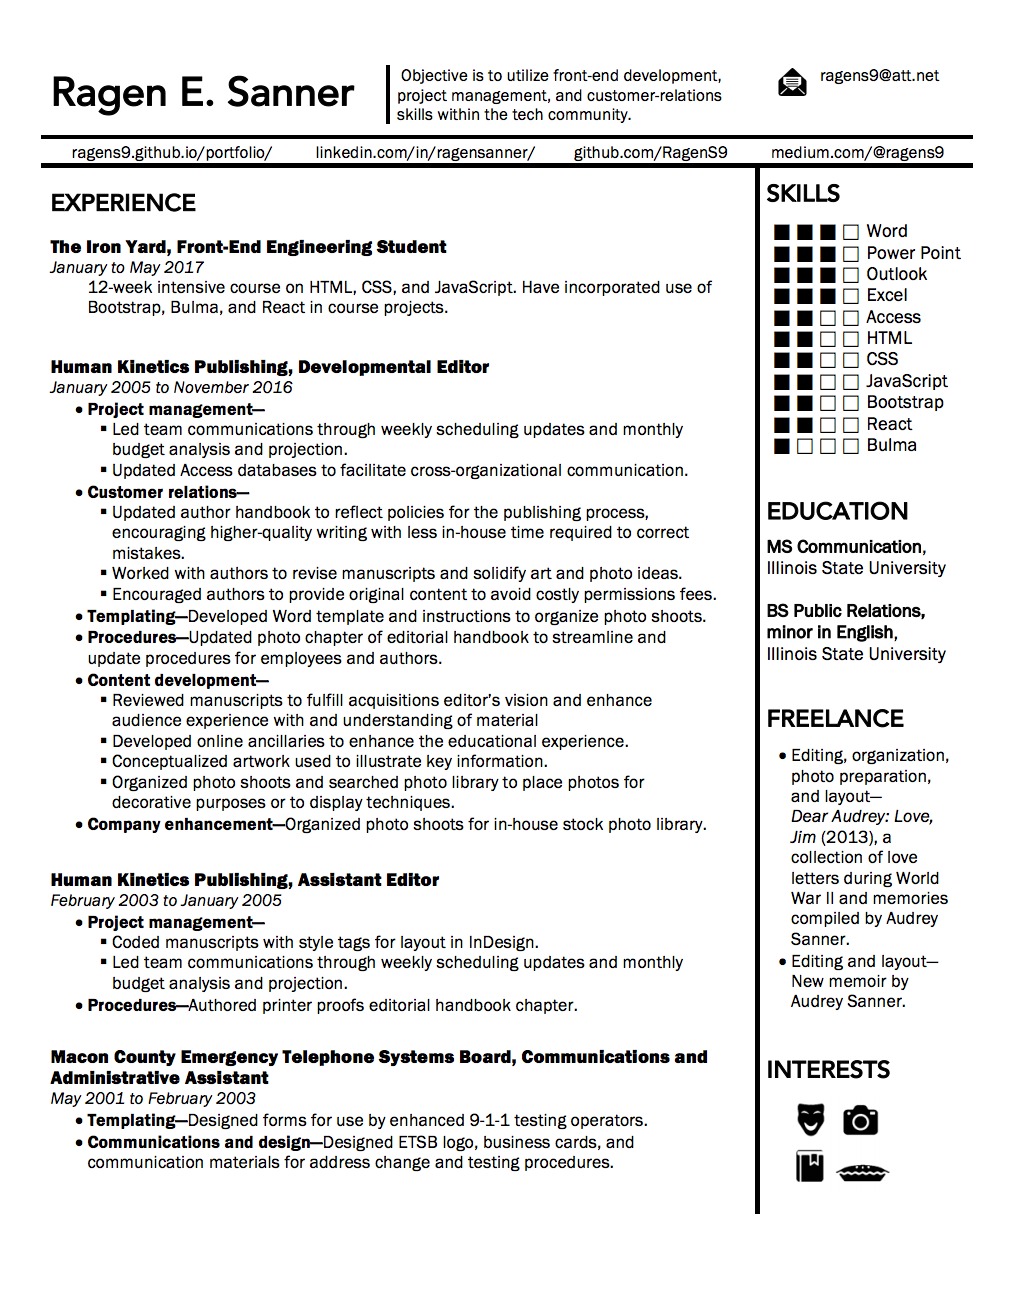 Ragen E. Sanner
Objective is to utilize front-end development,
project management, and customer-relations
skills within the tech community.
ragens9@att.net
ragens9.github.io/portfolio/ linkedin.com/in/ragensanner/ github.com/RagenS9 medium.com/@ragens9
EXPERIENCE
The Iron Yard, Front-End Engineering Student
January to May 2017
12-week intensive course on HTML, CSS, and JavaScript. Have incorporated use of
Bootstrap, Bulma, and React in course projects.
Human Kinetics Publishing, Developmental Editor
January 2005 to November 2016
• Project management—
▪ Led team communications through weekly scheduling updates and monthly
budget analysis and projection.
▪ Updated Access databases to facilitate cross-organizational communication.
• Customer relations—
▪ Updated author handbook to reflect policies for the publishing process,
encouraging higher-quality writing with less in-house time required to correct
mistakes.
▪ Worked with authors to revise manuscripts and solidify art and photo ideas.
▪ Encouraged authors to provide original content to avoid costly permissions fees.
• Templating—Developed Word template and instructions to organize photo shoots.
• Procedures—Updated photo chapter of editorial handbook to streamline and
update procedures for employees and authors.
• Content development—
▪ Reviewed manuscripts to fulfill acquisitions editor's vision and enhance
audience experience with and understanding of material
▪ Developed online ancillaries to enhance the educational experience.
▪ Conceptualized artwork used to illustrate key information.
▪ Organized photo shoots and searched photo library to place photos for
decorative purposes or to display techniques.
• Company enhancement—Organized photo shoots for in-house stock photo library.
Human Kinetics Publishing, Assistant Editor
February 2003 to January 2005
• Project management—
▪ Coded manuscripts with style tags for layout in InDesign.
▪ Led team communications through weekly scheduling updates and monthly
budget analysis and projection.
• Procedures—Authored printer proofs editorial handbook chapter.
Macon County Emergency Telephone Systems Board, Communications and
Administrative Assistant
May 2001 to February 2003
• Templating—Designed forms for use by enhanced 9-1-1 testing operators.
• Communications and design—Designed ETSB logo, business cards, and
communication materials for address change and testing procedures.
SKILLS
■ ■ ■ □ Word
■ ■ ■ □ Power Point
■ ■ ■ □ Outlook
■ ■ ■ □ Excel
■ ■ □ □ Access
■ ■ □ □ HTML
■ ■ □ □ CSS
■ ■ □ □ JavaScript
■ ■ □ □ Bootstrap
■ ■ □ □ React
■ □ □ □ Bulma
EDUCATION
MS Communication,
Illinois State University
BS Public Relations,
minor in English,
Illinois State University
FREELANCE
• Editing, organization,
photo preparation,
and layout—
Dear Audrey: Love,
Jim (2013), a
collection of love
letters during World
War II and memories
compiled by Audrey
Sanner.
• Editing and layout—
New memoir by
Audrey Sanner.
INTERESTS